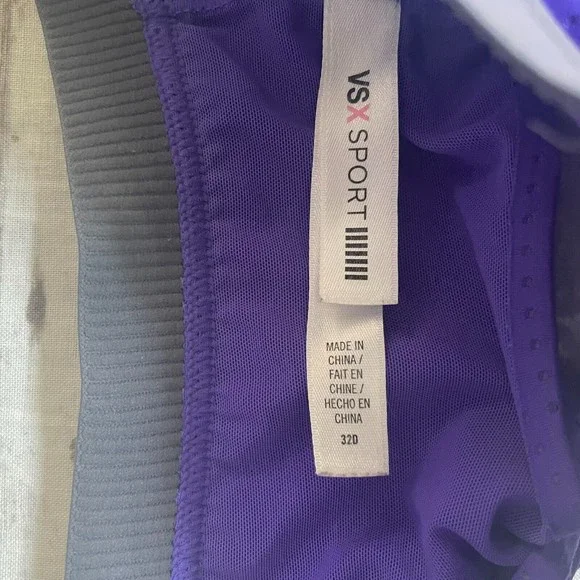 VSX SPORT
MADE IN
CHINA /
FAIT EN
CHINE /
HECHO EN
CHINA
32D